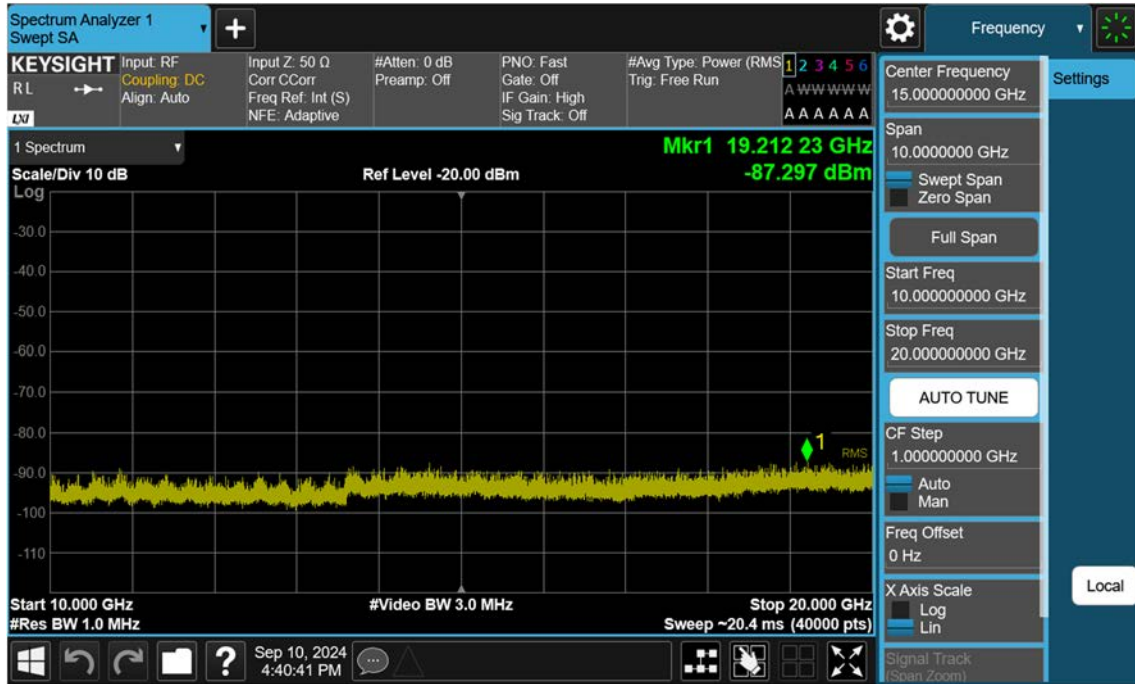 Spectrum Analyzer 1
Swept SA
Frequency
KEYSIGHT
R L
LXI
Input: RF
Coupling: DC
Align: Auto
Input Z: 50 Ω
Corr CCorr
Freq Ref: Int (S)
NFE: Adaptive
#Atten: 0 dB
Preamp: Off
PNO: Fast
Gate: Off
IF Gain: High
Sig Track: Off
#Avg Type: Power (RMS
Trig: Free Run
1 2 3 4 5 6
A W W W W W
A A A A A A
1 Spectrum
Mkr1 19.212 23 GHz
Scale/Div 10 dB
Ref Level -20.00 dBm
-87.297 dBm
Log
-30.0
-40.0
-50.0
-60.0
-70.0
-80.0
1
RMS
-90.0
-100
-110
Start 10.000 GHz
#Video BW 3.0 MHz
Stop 20.000 GHz
#Res BW 1.0 MHz
Sweep ~20.4 ms (40000 pts)
?
Sep 10, 2024
4:40:41 PM
Center Frequency
15.000000000 GHz
Settings
Span
10.0000000 GHz
Swept Span
Zero Span
Full Span
Start Freq
10.000000000 GHz
Stop Freq
20.000000000 GHz
AUTO TUNE
CF Step
1.000000000 GHz
Auto
Man
Freq Offset
0 Hz
X Axis Scale
Log
Lin
Local
Signal Track
(Span Zoom)